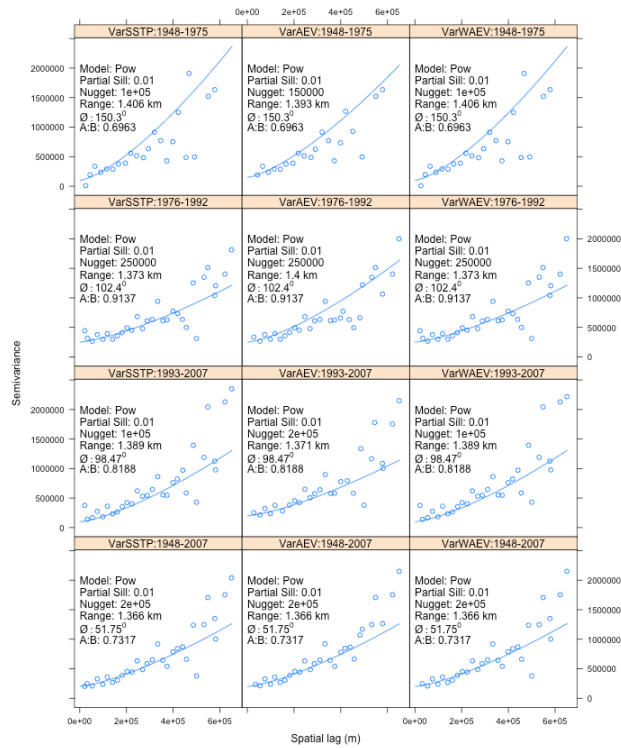 0e+00 2e+05 4e+05 6e+05
VarSSTP:1948-1975
VarAEV:1948-1975
VarWAEV:1948-1975
Model: Pow
Partial Sill: 0.01
Nugget: 1e+05
Range: 1.406 km
Ø : 150.3⁰
A:B: 0.6963
Model: Pow
Partial Sill: 0.01
Nugget: 150000
Range: 1.393 km
Ø : 150.3⁰
A:B: 0.6963
Model: Pow
Partial Sill: 0.01
Nugget: 1e+05
Range: 1.406 km
Ø : 150.3⁰
A:B: 0.6963
2000000
1500000
1000000
500000
0
VarSSTP:1976-1992
VarAEV:1976-1992
VarWAEV:1976-1992
Model: Pow
Partial Sill: 0.01
Nugget: 250000
Range: 1.373 km
Ø : 102.4⁰
A:B: 0.9137
Model: Pow
Partial Sill: 0.01
Nugget: 250000
Range: 1.4 km
Ø : 102.4⁰
A:B: 0.9137
Model: Pow
Partial Sill: 0.01
Nugget: 250000
Range: 1.373 km
Ø : 102.4⁰
A:B: 0.9137
2000000
1500000
1000000
500000
0
Semivariance
VarSSTP:1993-2007
VarAEV:1993-2007
VarWAEV:1993-2007
Model: Pow
Partial Sill: 0.01
Nugget: 1e+05
Range: 1.389 km
Ø : 98.47⁰
A:B: 0.8188
Model: Pow
Partial Sill: 0.01
Nugget: 2e+05
Range: 1.371 km
Ø : 98.47⁰
A:B: 0.8188
Model: Pow
Partial Sill: 0.01
Nugget: 1e+05
Range: 1.389 km
Ø : 98.47⁰
A:B: 0.8188
2000000
1500000
1000000
500000
0
VarSSTP:1948-2007
VarAEV:1948-2007
VarWAEV:1948-2007
Model: Pow
Partial Sill: 0.01
Nugget: 2e+05
Range: 1.366 km
Ø : 51.75⁰
A:B: 0.7317
Model: Pow
Partial Sill: 0.01
Nugget: 2e+05
Range: 1.366 km
Ø : 51.75⁰
A:B: 0.7317
Model: Pow
Partial Sill: 0.01
Nugget: 2e+05
Range: 1.366 km
Ø : 51.75⁰
A:B: 0.7317
2000000
1500000
1000000
500000
0
0e+00 2e+05 4e+05 6e+05
0e+00 2e+05 4e+05 6e+05
Spatial lag (m)